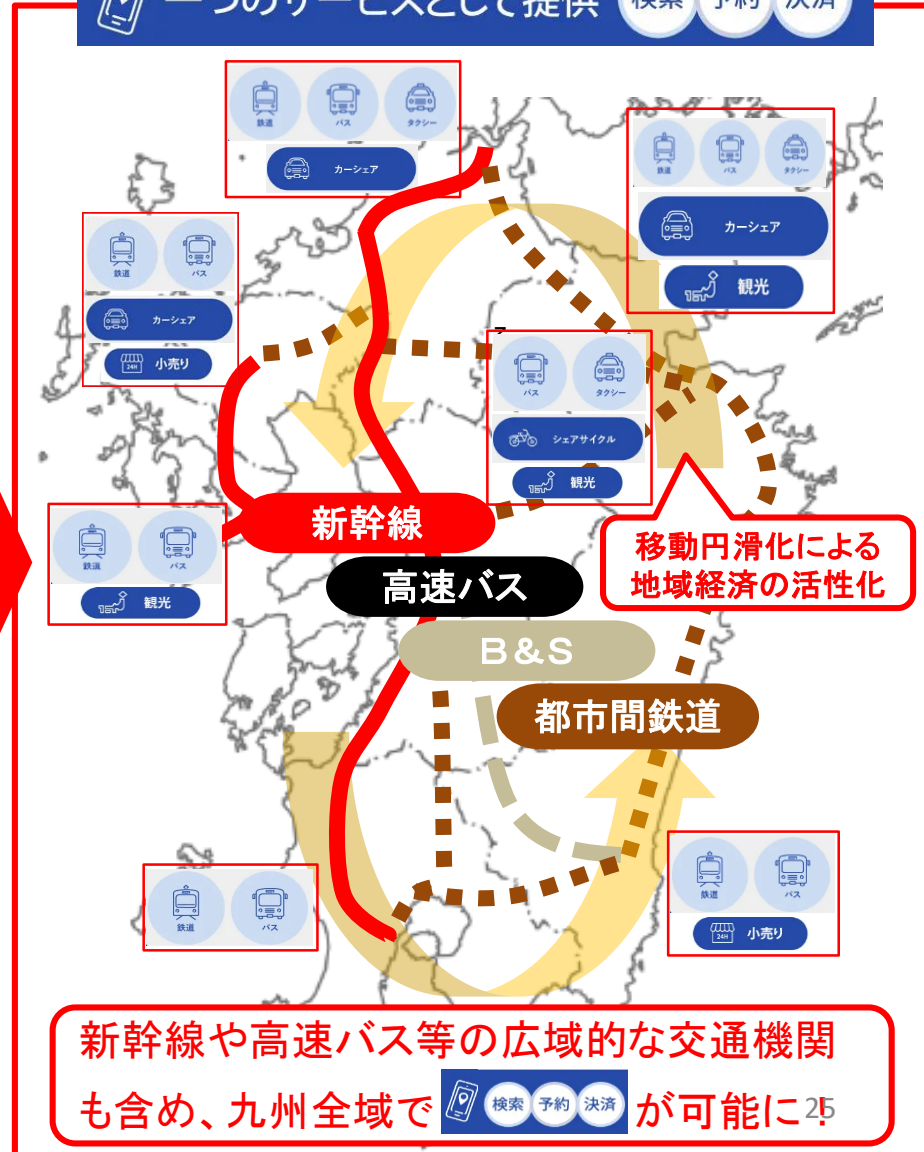 一つのサービスとして提供 検索 予約 決済
鉄道 バス タクシー
カーシェア
鉄道 バス タクシー
カーシェア
観光
鉄道 バス
カーシェア
24H 小売り
バス タクシー
シェアサイクル
観光
鉄道 バス
観光
新幹線
高速バス
B&S
都市間鉄道
移動円滑化による
地域経済の活性化
鉄道 バス
鉄道 バス
24H 小売り
新幹線や高速バス等の広域的な交通機関
も含め、九州全域で 検索 予約 決済 が可能に!
25